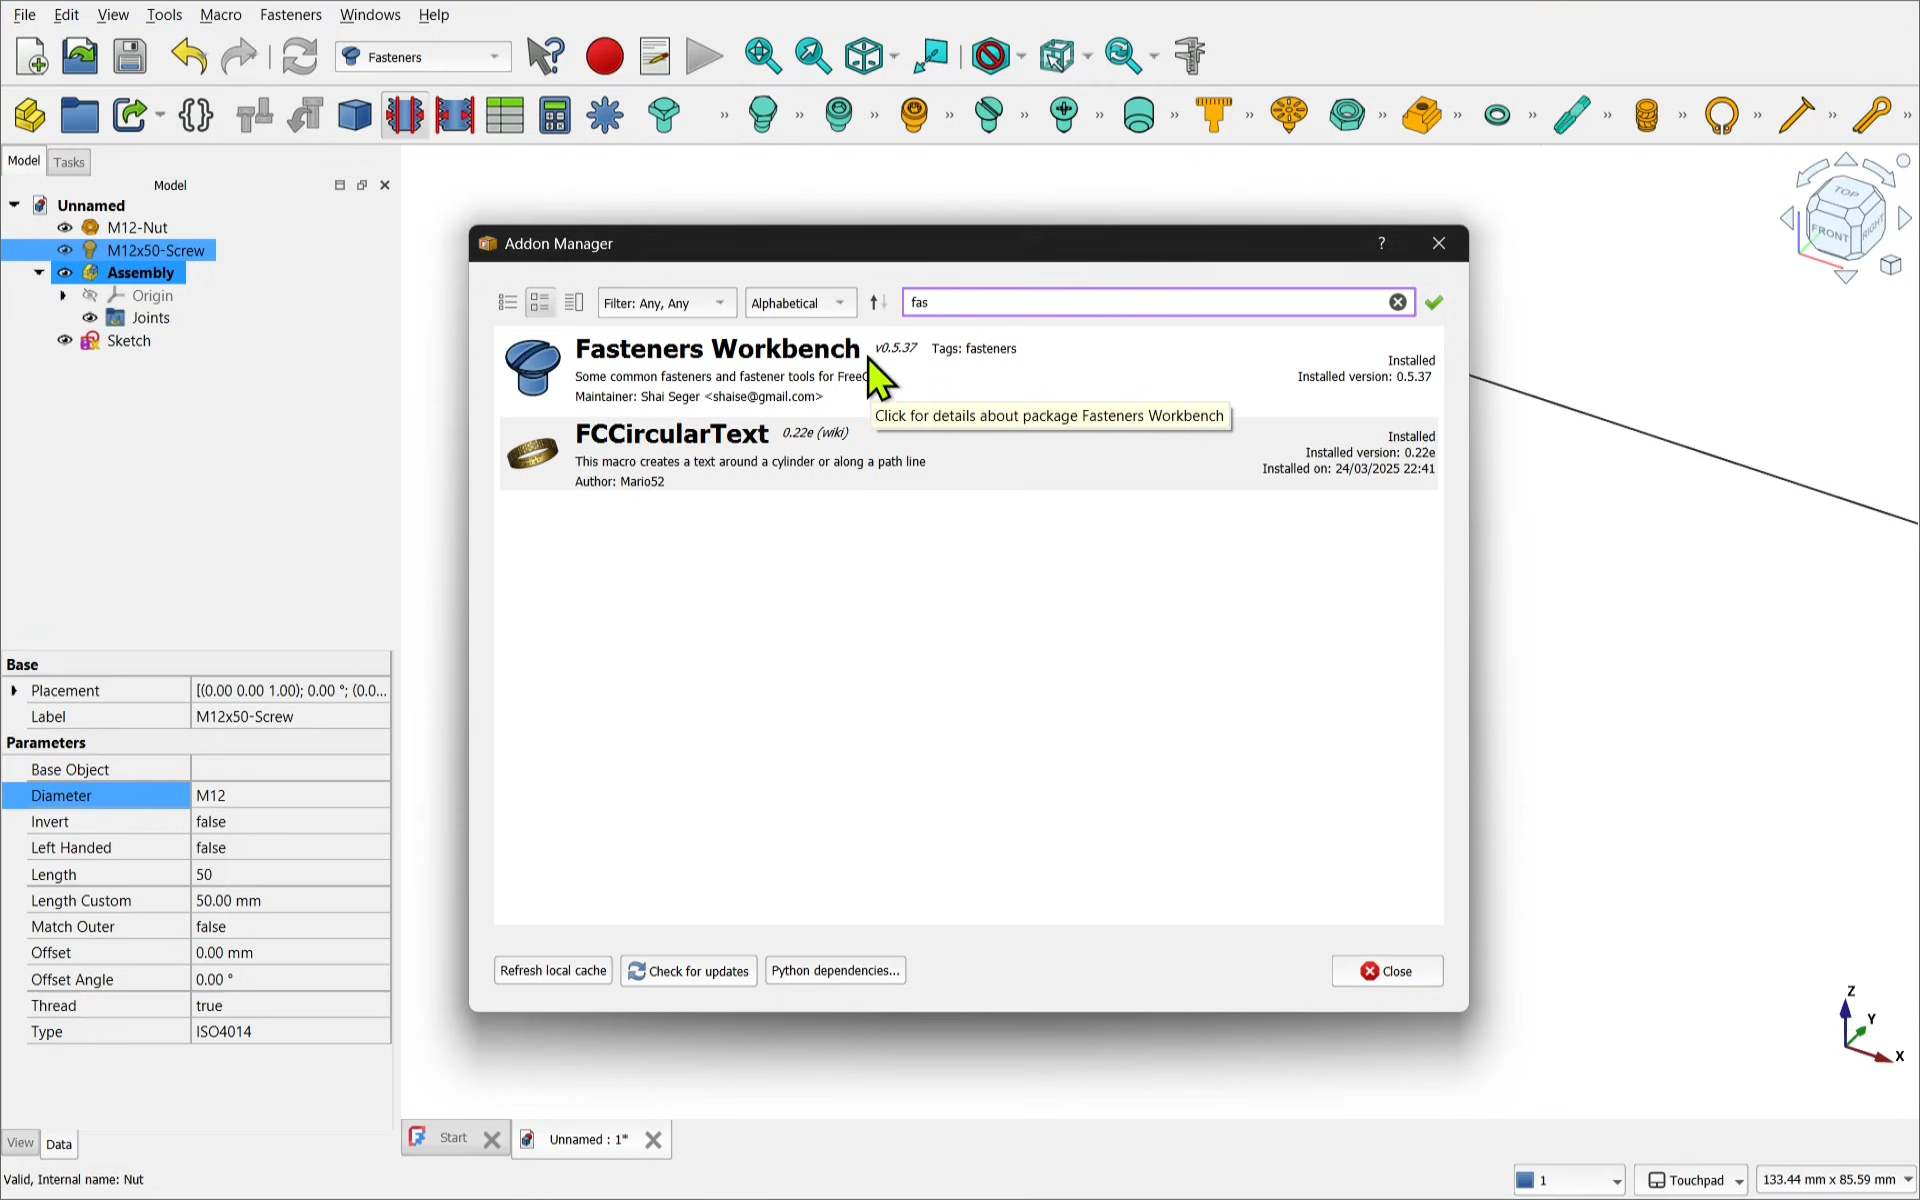 File Edit View Tools Macro Fasteners Windows Help
Fasteners
Model Tasks
Model
Unnamed
M12-Nut
M12x50-Screw
Assembly
Origin
Joints
Sketch
TOP
FRONT
RIGHT
Addon Manager
?
Filter: Any, Any
Alphabetical
fas
Fasteners Workbench v0.5.37 Tags: fasteners
Some common fasteners and fastener tools for FreeC
Maintainer: Shai Seger <shaise@gmail.com>
Installed
Installed version: 0.5.37
Click for details about package Fasteners Workbench
FCCircularText 0.22e (wiki)
This macro creates a text around a cylinder or along a path line
Author: Mario52
Installed
Installed version: 0.22e
Installed on: 24/03/2025 22:41
Refresh local cache
Check for updates
Python dependencies...
Close
Base
Placement [(0.00 0.00 1.00); 0.00 °; (0.0...
Label M12x50-Screw
Parameters
Base Object
Diameter M12
Invert false
Left Handed false
Length 50
Length Custom 50.00 mm
Match Outer false
Offset 0.00 mm
Offset Angle 0.00 °
Thread true
Type ISO4014
Z
Y
X
View Data
Start
Unnamed : 1*
Valid, Internal name: Nut
1
Touchpad
133.44 mm x 85.59 mm